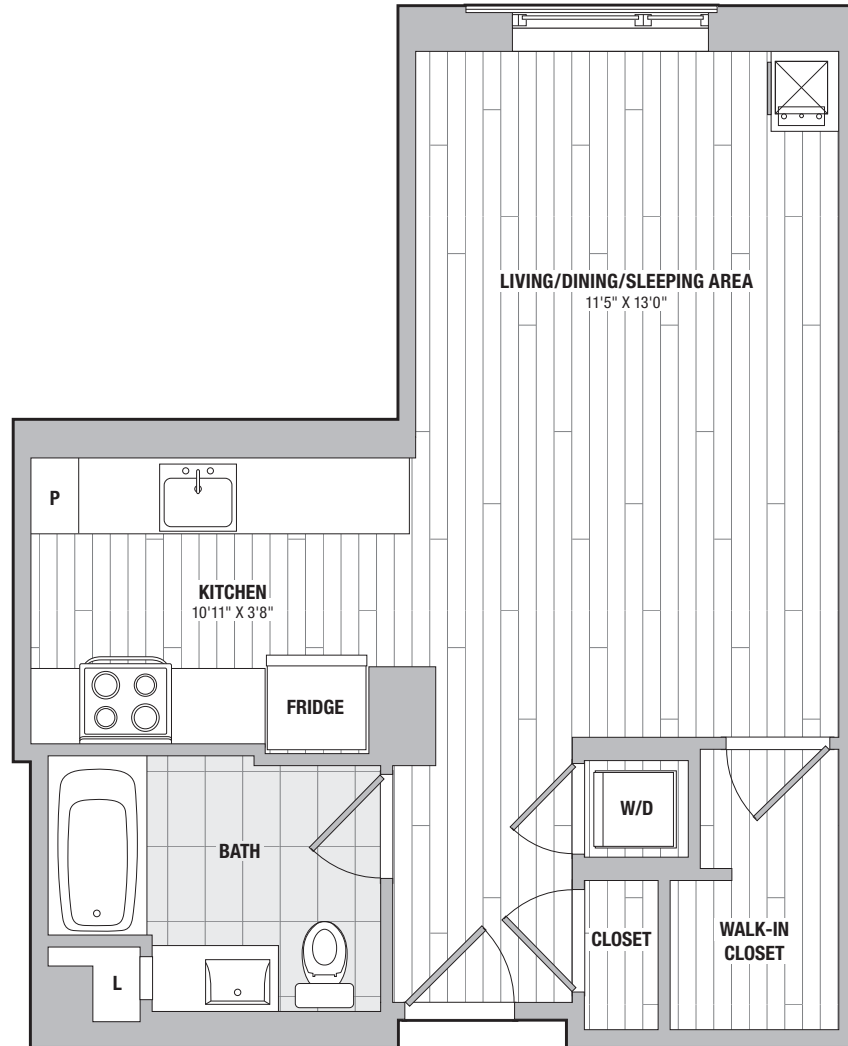 LIVING/DINING/SLEEPING AREA
11'5" X 13'0"
P
KITCHEN
10'11" X 3'8"
FRIDGE
W/D
BATH
CLOSET
WALK-IN
CLOSET
L